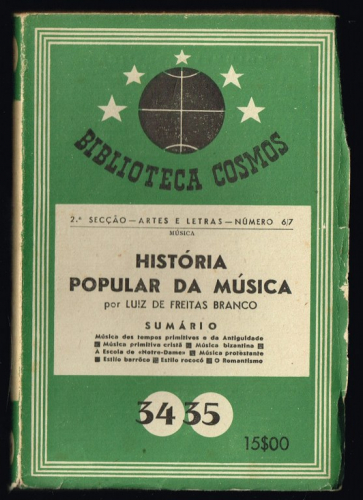 BIBLIOTECA COSMOS
2.ª SECÇÃO — ARTES E LETRAS — NÚMERO 6/7
MÚSICA
HISTÓRIA
POPULAR DA MÚSICA
por LUIZ DE FREITAS BRANCO
SUMÁRIO
Música dos tempos primitivos e da Antiguidade
■ Música primitiva cristã ■ Música bizantina ■
A Escola de «Notre-Dame» ■ Música protestante
■ Estilo barrôco ■ Estilo rococó ■ O Romantismo
34 35
15$00